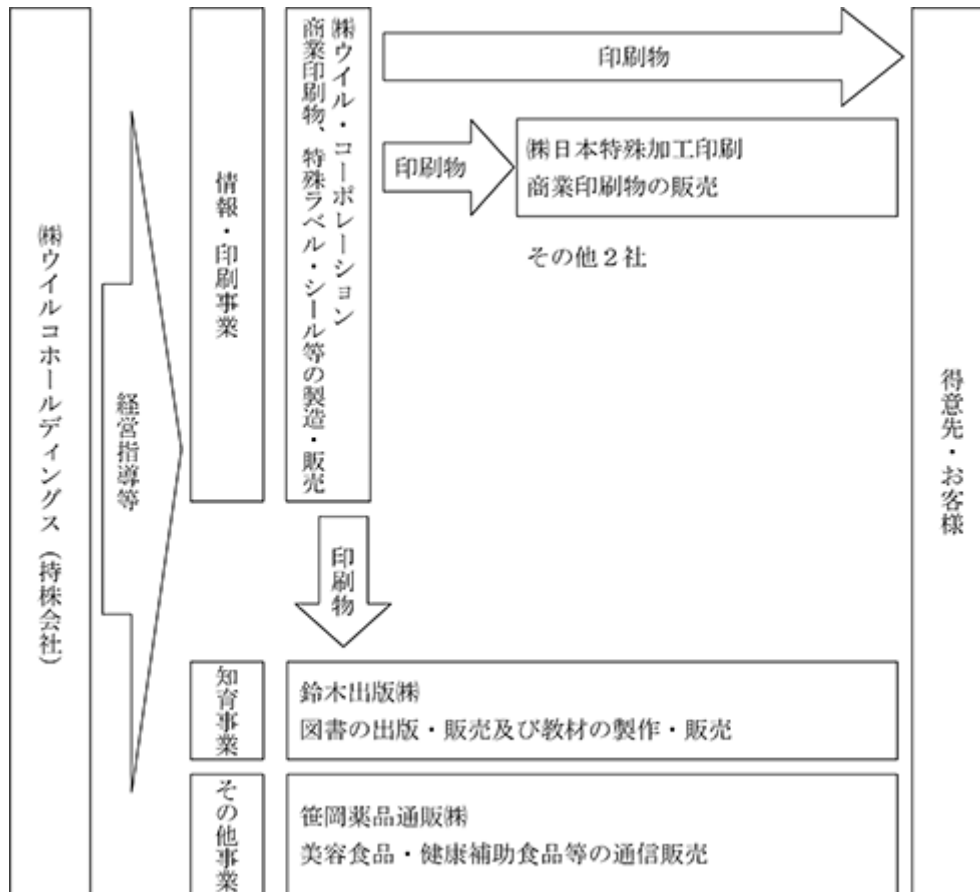 ㈱ウイルコホールディングス（持株会社）
経営指導等
情報・印刷事業
㈱ウイル・コーポレーション
商業印刷物、特殊ラベル・シール等の製造・販売
印刷物
印刷物
㈱日本特殊加工印刷
商業印刷物の販売
その他２社
印刷物
知育事業
鈴木出版㈱
図書の出版・販売及び教材の製作・販売
その他事業
笹岡薬品通販㈱
美容食品・健康補助食品等の通信販売
得意先・お客様